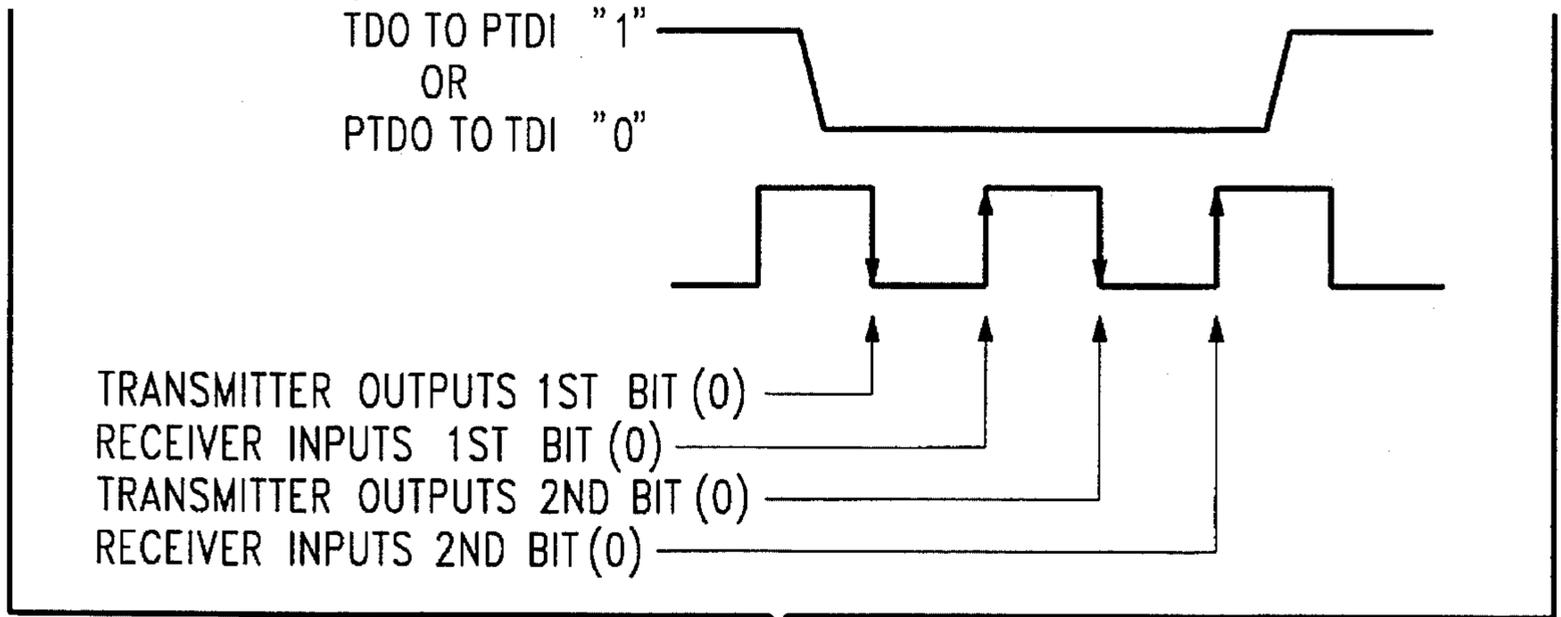 TDO TO PTDI "1"
OR
PTDO TO TDI "0"
TRANSMITTER OUTPUTS 1ST BIT (0)
RECEIVER INPUTS 1ST BIT (0)
TRANSMITTER OUTPUTS 2ND BIT (0)
RECEIVER INPUTS 2ND BIT (0)